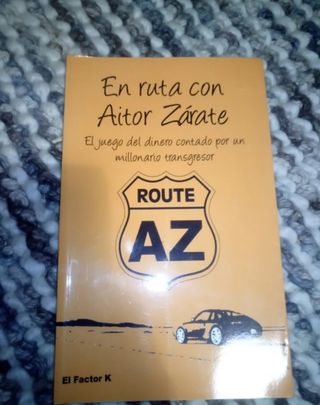 En ruta con
Aitor Zárate
El juego del dinero contado por un
millonario transgresor
ROUTE
AZ
El Factor K